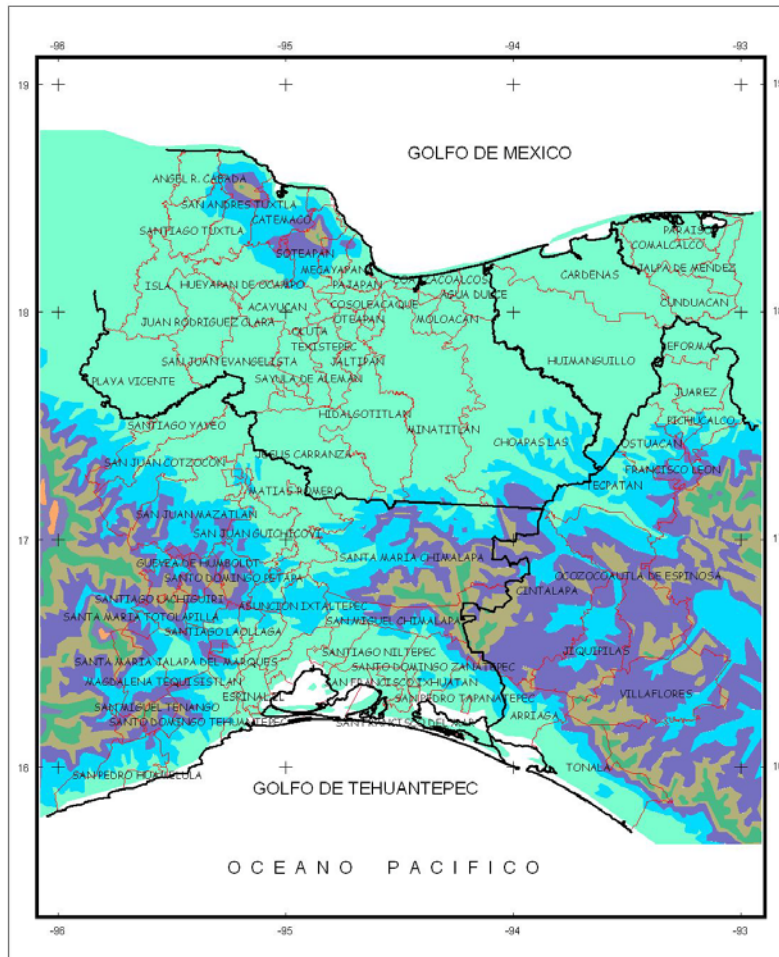 -96 -95 -94 -93
19
GOLFO DE MEXICO
ANGEL R. CABADA
SAN ANDRES TUXTLA
CATEMACO
SANTIAGO TUXTLA
PARAISO
COMALCALCO
SOTEAPAN
MECAYAPAN
JALPA DE MENDEZ
CARDENAS
ISLA HUEYAPAN DE OCAMPO
PAJAPAN
AGUA DULCE
ACAYUCAN
COSOLEACAQUE
CUNDUACAN
18
JUAN RODRIGUEZ CLARA
OTEAPAN
MOLOACAN
OLUTA
TEXISTEPEC
EFORMA
SAN JUAN EVANGELISTA
JALTIPAN
HUIMANGUILLO
PLAYA VICENTE
SAYULA DE ALEMAN
JUAREZ
HIDALGOTITLAN
SANTIAGO YAVEO
MINATITLAN
CHOAPAS LAS
OSTUACAN
JESUS CARRANZA
SAN JUAN COTZOCON
FRANCISCO LEON
TECPATAN
MATIAS ROMERO
SAN JUAN MAZATLAN
SAN JUAN GUICHICOVI
17
SANTA MARIA CHIMALAPA
GUEVEA DE HUMBOLDT
SANTO DOMINGO PETAPA
OCOZOCOAUTLA DE ESPINOSA
CINTALAPA
SANTIAGO LACHIGUIRI
ASUNCION IXTALTEPEC
SANTA MARIA TOTOLAPILLA
SAN MIGUEL CHIMALAPA
SANTIAGO LAOLLAGA
SANTIAGO NILTEPEC
JIQUIPILAS
SANTA MARIA JALAPA DEL MARQUES
SANTO DOMINGO ZANATEPEC
MAGDALENA TEQUISISTLAN
AN FRANCISCO IXHUATAN
VILLAFLORES
ESPINAL
SAN PEDRO TAPANATEPEC
SAN MIGUEL TENANGO
ARRIAGA
SANTO DOMINGO TEHUANTEPEC
16
TONALA
SAN PEDRO HUAMELULA
GOLFO DE TEHUANTEPEC
OCEANO PACIFICO
-96 -95 -94 -93